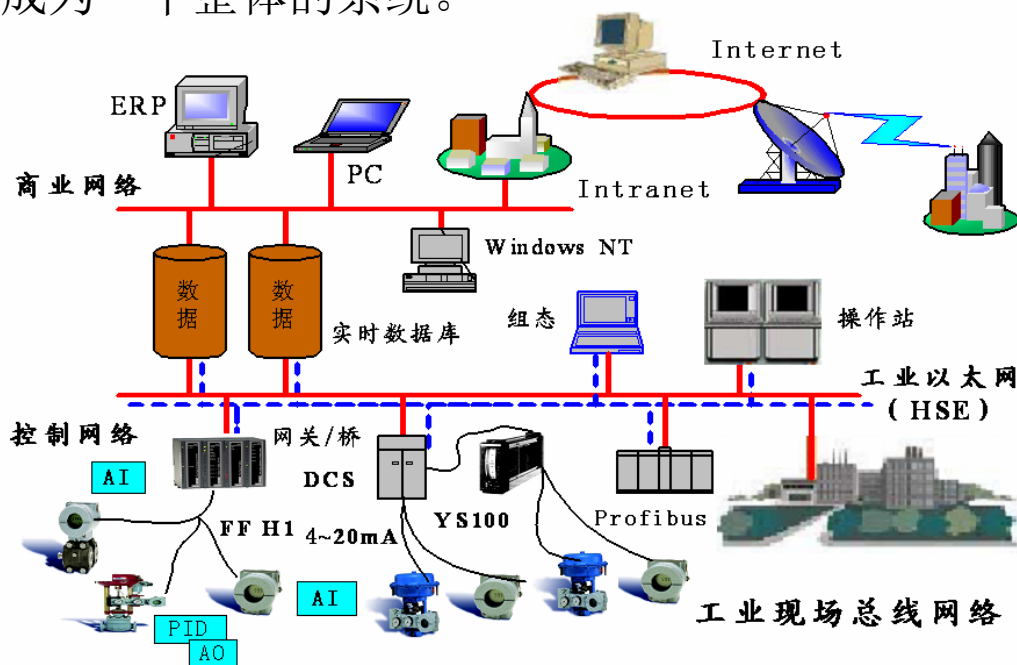 成为一个整体的系统。
Internet
ERP
PC
Intranet
商业网络
Windows NT
数据
数据
实时数据库
组态
操作站
工业以太网
(HSE)
控制网络
网关/桥
AI
DCS
YS100
Profibus
FF H1
4~20mA
AI
PID
AO
工业现场总线网络